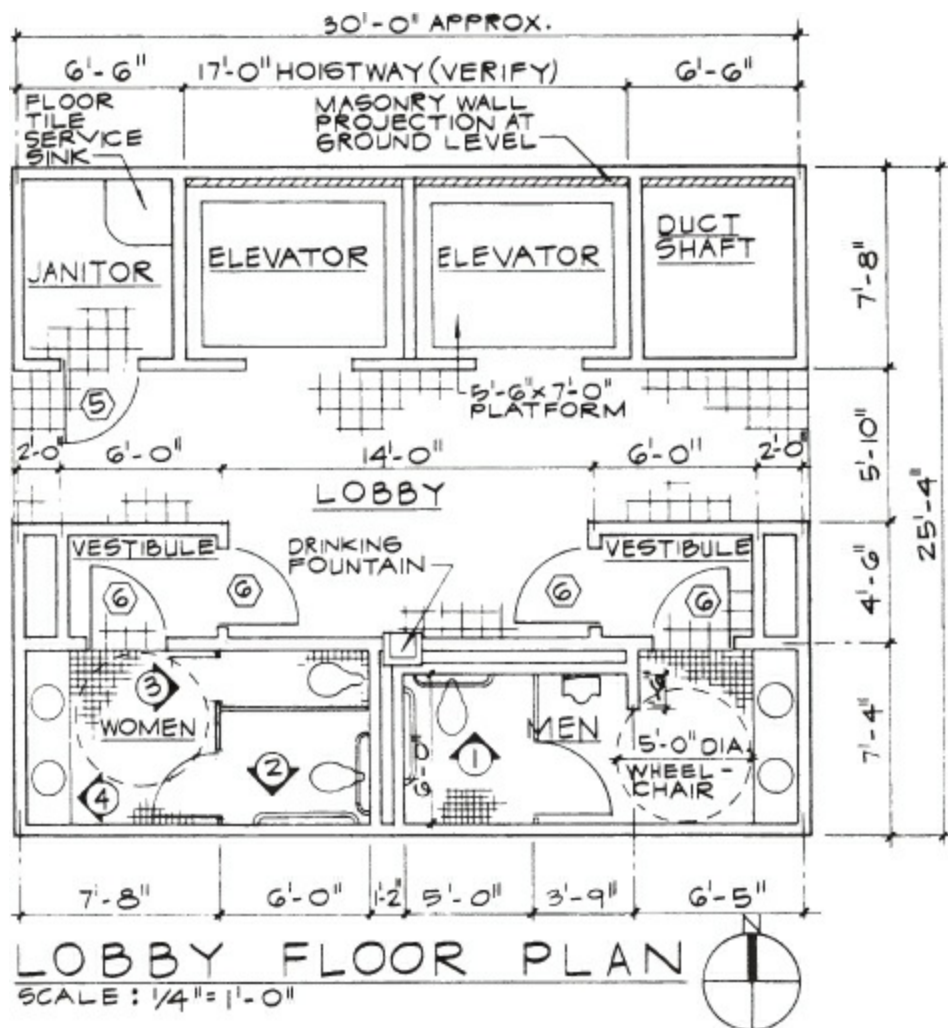 30'-0" APPROX.
6'-6"
17'-0" HOISTWAY (VERIFY)
6'-6"
FLOOR
TILE
SERVICE
SINK
MASONRY WALL
PROJECTION AT
GROUND LEVEL
JANITOR
ELEVATOR
ELEVATOR
DUCT
SHAFT
7'-8"
5
5'-6" x 7'-0"
PLATFORM
2'-0"
6'-0"
14'-0"
6'-0"
2'-0"
5'-10"
25'-4"
LOBBY
VESTIBULE
DRINKING
FOUNTAIN
VESTIBULE
6
6
6
6
4'-6"
3
WOMEN
2
4
1
MEN
5'-0" DIA
WHEEL-
CHAIR
7'-4"
7'-8"
6'-0"
1'-2"
5'-0"
3'-9"
6'-5"
LOBBY FLOOR PLAN
SCALE: 1/4" = 1'-0"
N